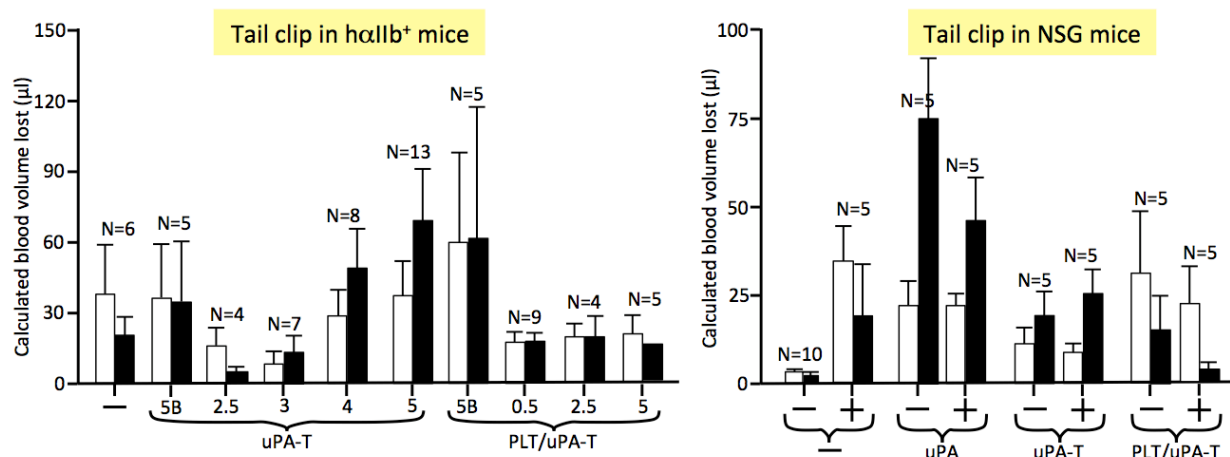 Tail clip in hαIIb⁺ mice
Calculated blood volume lost (µl)
150
120
90
60
30
0
N=6
N=5
N=4
N=7
N=8
N=13
N=5
N=9
N=4
N=5
— 5B 2.5 3 4 5 5B 0.5 2.5 5
uPA-T PLT/uPA-T
Tail clip in NSG mice
Calculated blood volume lost (µl)
100
75
50
25
0
N=10
N=5
N=5
N=5
N=5
N=5
N=5
N=5
— + — + — + — +
— uPA uPA-T PLT/uPA-T